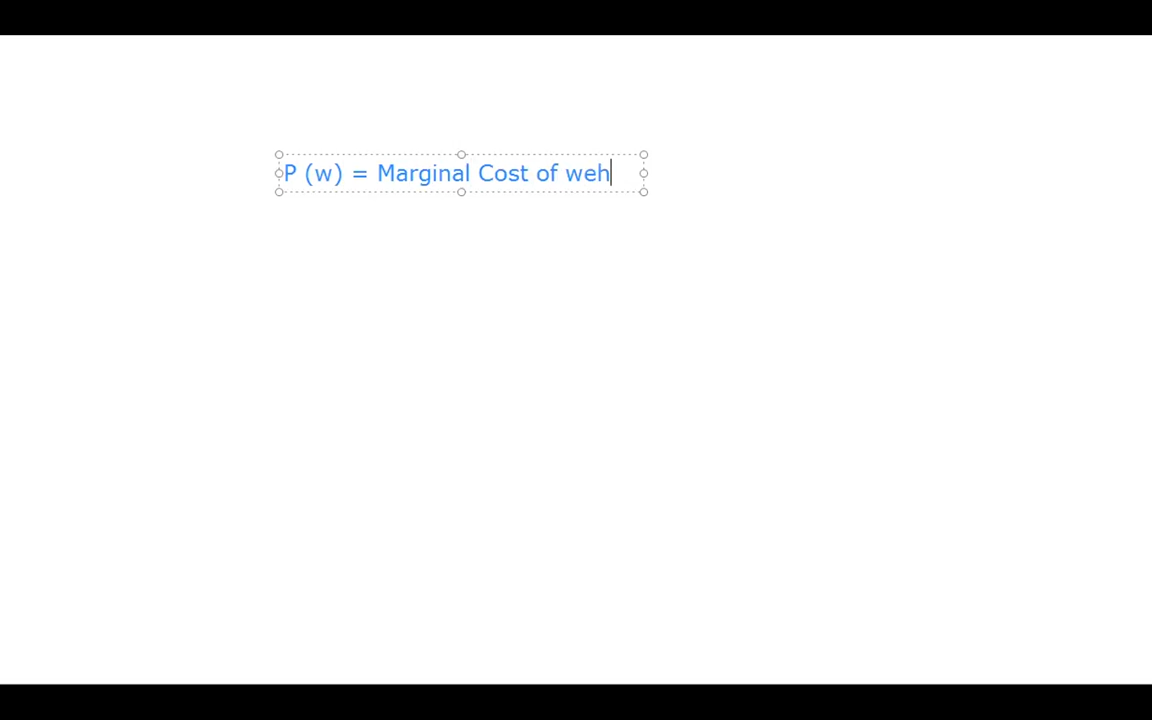 P (w) = Marginal Cost of weh